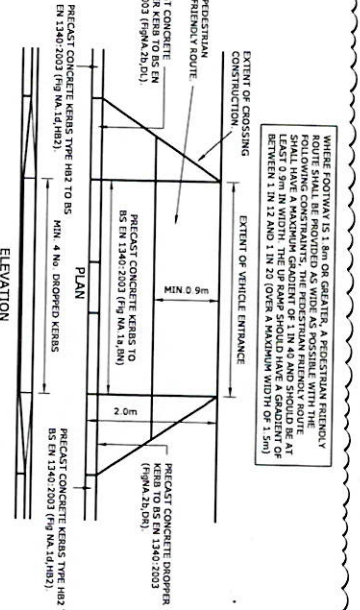 WHERE FOOTWAY IS 1.8m OR GREATER, A PEDESTRIAN FRIENDLY
ROUTE SHALL BE PROVIDED AS WIDE AS POSSIBLE WITH THE
FOLLOWING CONSTRAINTS, THE PEDESTRIAN FRIENDLY ROUTE
SHALL HAVE A MAXIMUM GRADIENT OF 1 IN 40 AND SHOULD BE AT
LEAST 0.9m IN WIDTH. THE UP RAMP SHOULD HAVE A GRADIENT OF
BETWEEN 1 IN 12 AND 1 IN 20 (OVER A MAXIMUM WIDTH OF 1.5m)
EXTENT OF CROSSING
CONSTRUCTION.
EXTENT OF VEHICLE ENTRANCE
PEDESTRIAN
FRIENDLY ROUTE.
MIN.0.9m
2.0m
CONCRETE
KERB TO BS EN
(FigNA.2b,DL).
PRECAST CONCRETE DROPPER
KERB TO BS EN 1340:2003
(FigNA.2b,DR).
PRECAST CONCRETE KERBS TO
BS EN 1340:2003 (Fig NA.1a,BN)
PLAN
PRECAST CONCRETE KERBS TYPE HB2 TO BS
EN 1340:2003 (Fig NA.1d,HB2).
MIN. 4 No. DROPPED KERBS
PRECAST CONCRETE KERBS TYPE HB2
BS EN 1340:2003 (Fig NA.1d,HB2).
ELEVATION